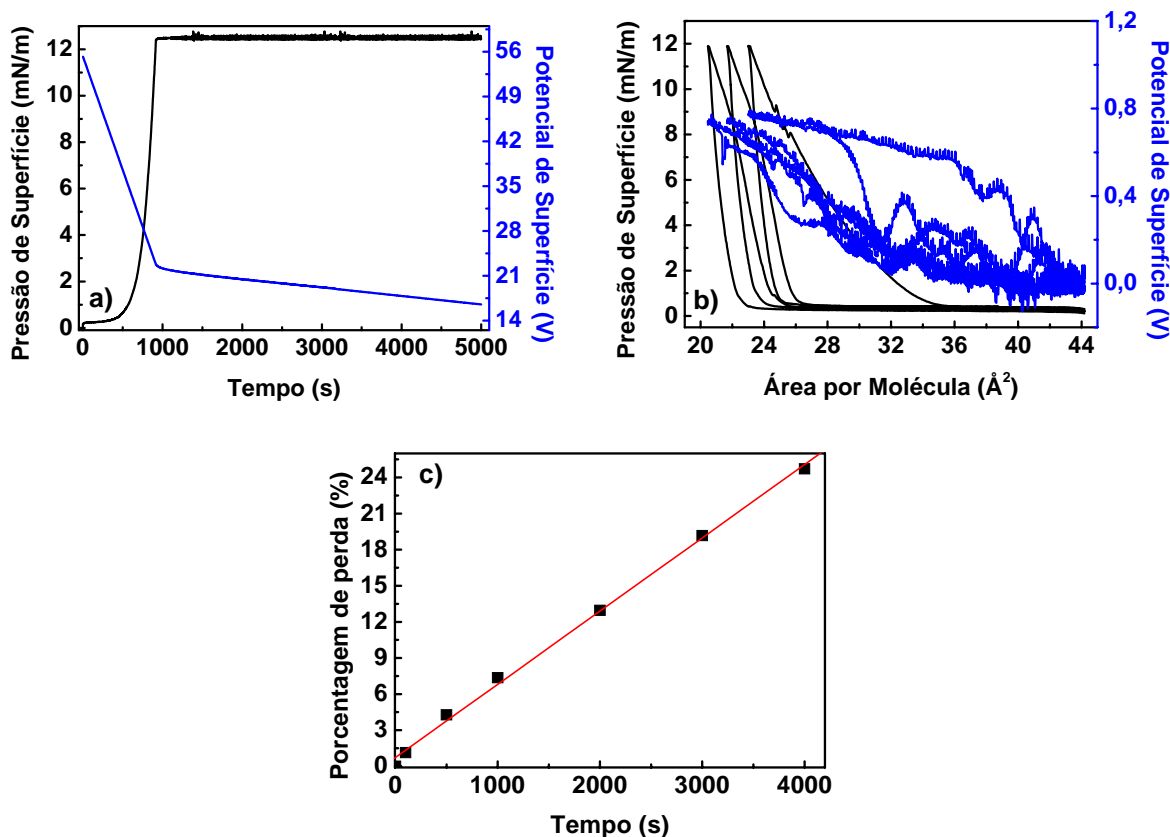 Pressão de Superfície (mN/m)
12
10
8
6
4
2
0
a)
0 1000 2000 3000 4000 5000
Tempo (s)
56
49
42
35
28
21
14
Potencial de Superfície (V)
Pressão de Superfície (mN/m)
12
10
8
6
4
2
0
b)
20 24 28 32 36 40 44
Área por Molécula (Å²)
1,2
0,8
0,4
0,0
Potencial de Superfície (V)
Porcentagem de perda (%)
24
21
18
15
12
9
6
3
0
c)
0 1000 2000 3000 4000
Tempo (s)